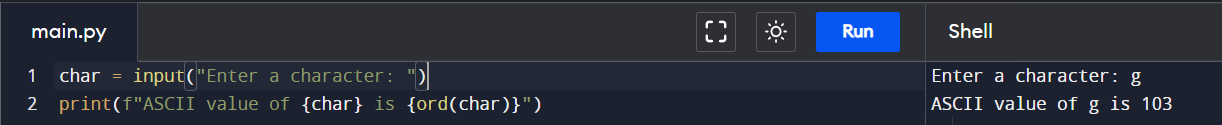 main.py
Run
Shell
1 char = input("Enter a character: ")
2 print(f"ASCII value of {char} is {ord(char)}")
Enter a character: g
ASCII value of g is 103